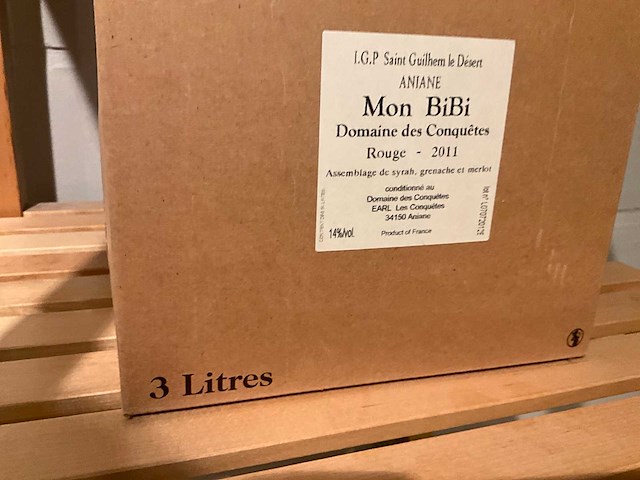 I.G.P Saint Guilhem le Désert
ANIANE
Mon BiBi
Domaine des Conquêtes
Rouge - 2011
Assemblage de syrah, grenache et merlot
conditionné au
Domaine des Conquêtes
EARL Les Conquêtes
34150 Aniane
14%/vol.
Product of France
3 Litres